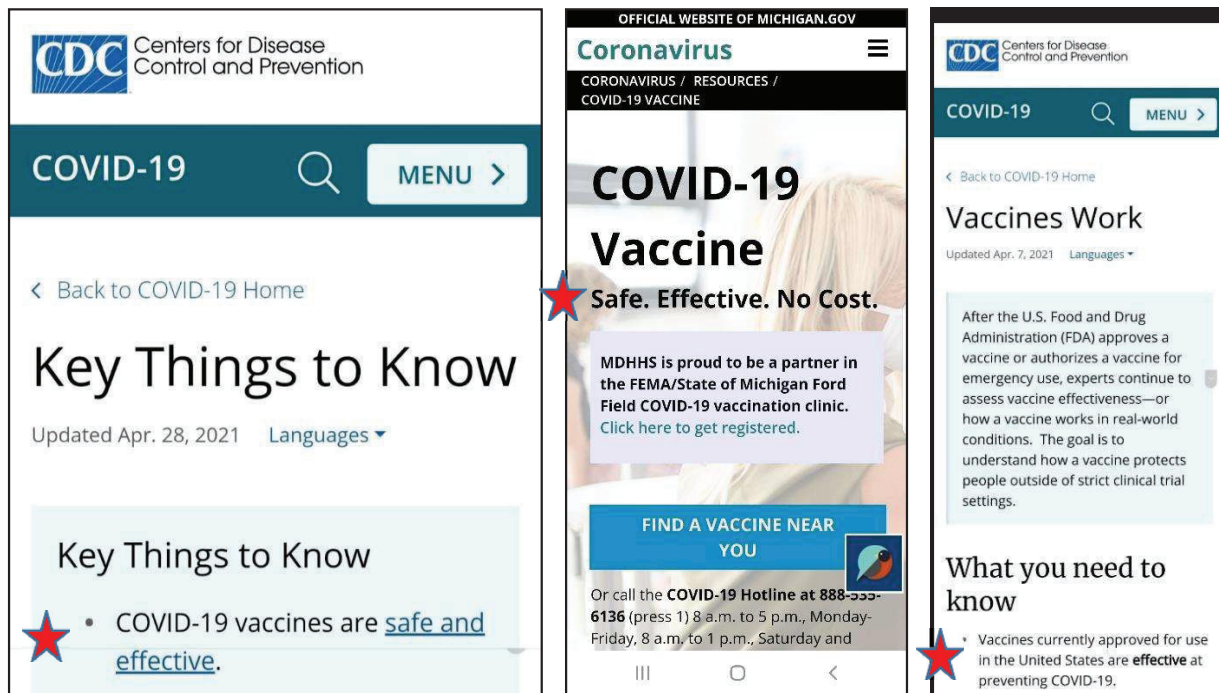 CDC Centers for Disease
Control and Prevention
COVID-19
MENU >
< Back to COVID-19 Home
Key Things to Know
Updated Apr. 28, 2021 Languages
Key Things to Know
• COVID-19 vaccines are safe and
effective.
OFFICIAL WEBSITE OF MICHIGAN.GOV
Coronavirus
CORONAVIRUS / RESOURCES /
COVID-19 VACCINE
COVID-19
Vaccine
Safe. Effective. No Cost.
MDHHS is proud to be a partner in
the FEMA/State of Michigan Ford
Field COVID-19 vaccination clinic.
Click here to get registered.
FIND A VACCINE NEAR
YOU
Or call the COVID-19 Hotline at 888-535-
6136 (press 1) 8 a.m. to 5 p.m., Monday-
Friday, 8 a.m. to 1 p.m., Saturday and
CDC Centers for Disease
Control and Prevention
COVID-19
MENU >
< Back to COVID-19 Home
Vaccines Work
Updated Apr. 7, 2021 Languages
After the U.S. Food and Drug
Administration (FDA) approves a
vaccine or authorizes a vaccine for
emergency use, experts continue to
assess vaccine effectiveness—or
how a vaccine works in real-world
conditions. The goal is to
understand how a vaccine protects
people outside of strict clinical trial
settings.
What you need to
know
• Vaccines currently approved for use
in the United States are effective at
preventing COVID-19.